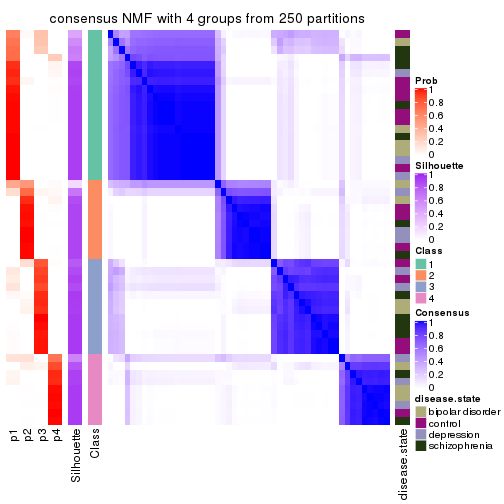 consensus NMF with 4 groups from 250 partitions
Prob
1
0.8
0.6
0.4
0.2
0
Silhouette
1
0.8
0.6
0.4
0.2
0
Class
1
2
3
4
Consensus
1
0.8
0.6
0.4
0.2
0
disease.state
bipolar disorder
control
depression
schizophrenia
p1
p2
p3
p4
Silhouette
Class
disease.state